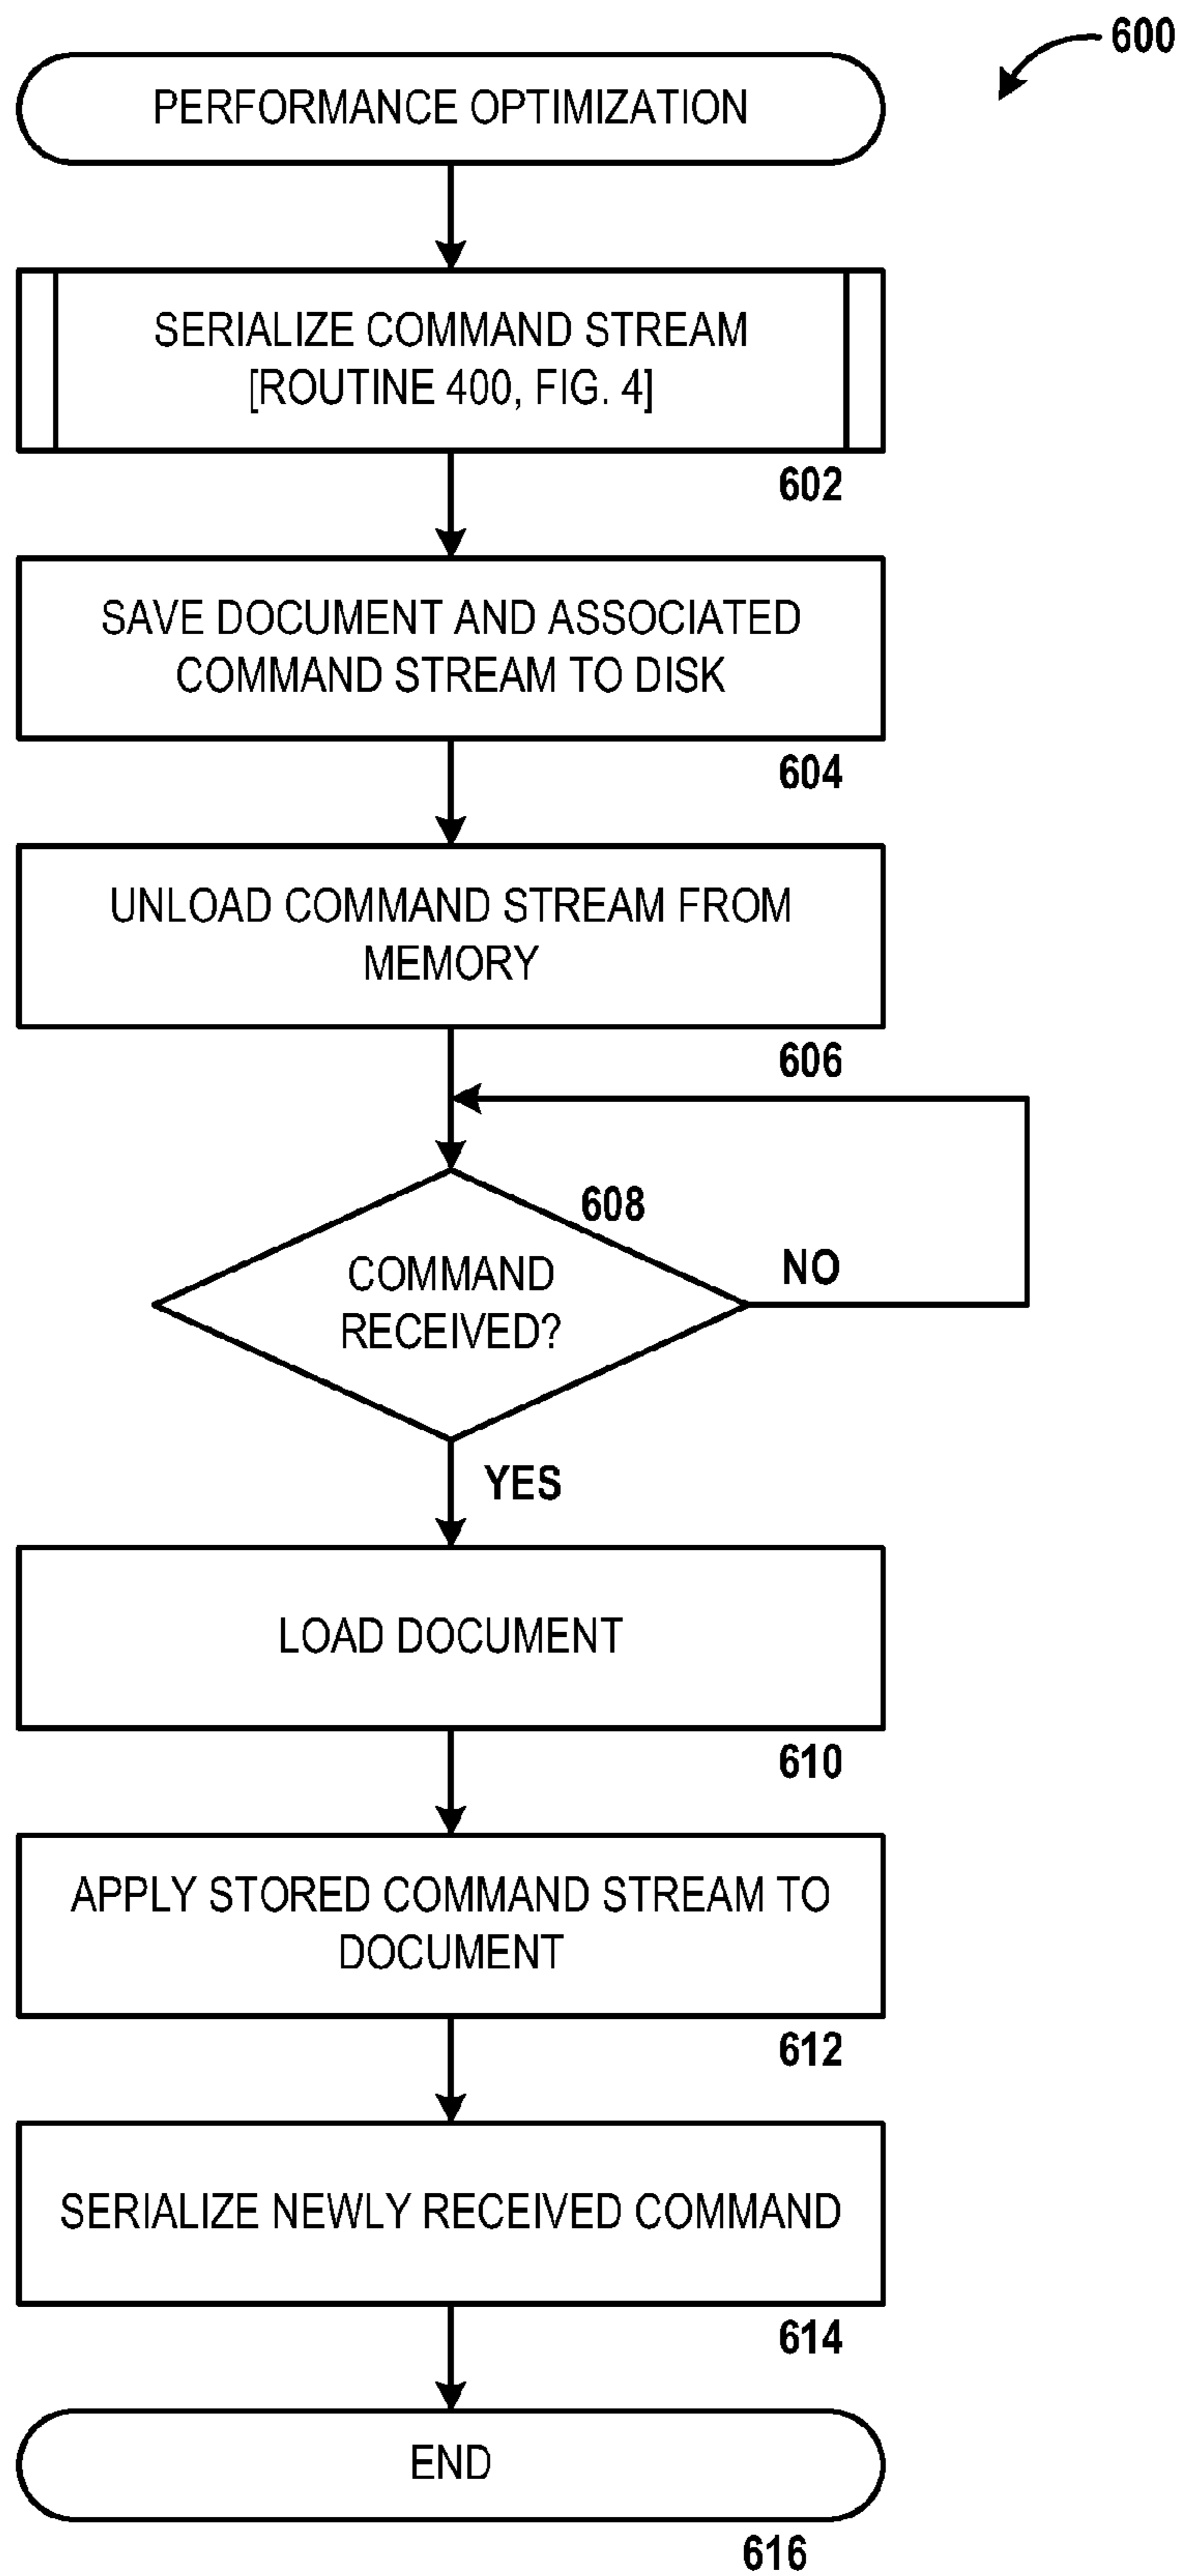 600
PERFORMANCE OPTIMIZATION
SERIALIZE COMMAND STREAM
[ROUTINE 400, FIG. 4]
602
SAVE DOCUMENT AND ASSOCIATED
COMMAND STREAM TO DISK
604
UNLOAD COMMAND STREAM FROM
MEMORY
606
608
COMMAND
RECEIVED?
NO
YES
LOAD DOCUMENT
610
APPLY STORED COMMAND STREAM TO
DOCUMENT
612
SERIALIZE NEWLY RECEIVED COMMAND
614
END
616